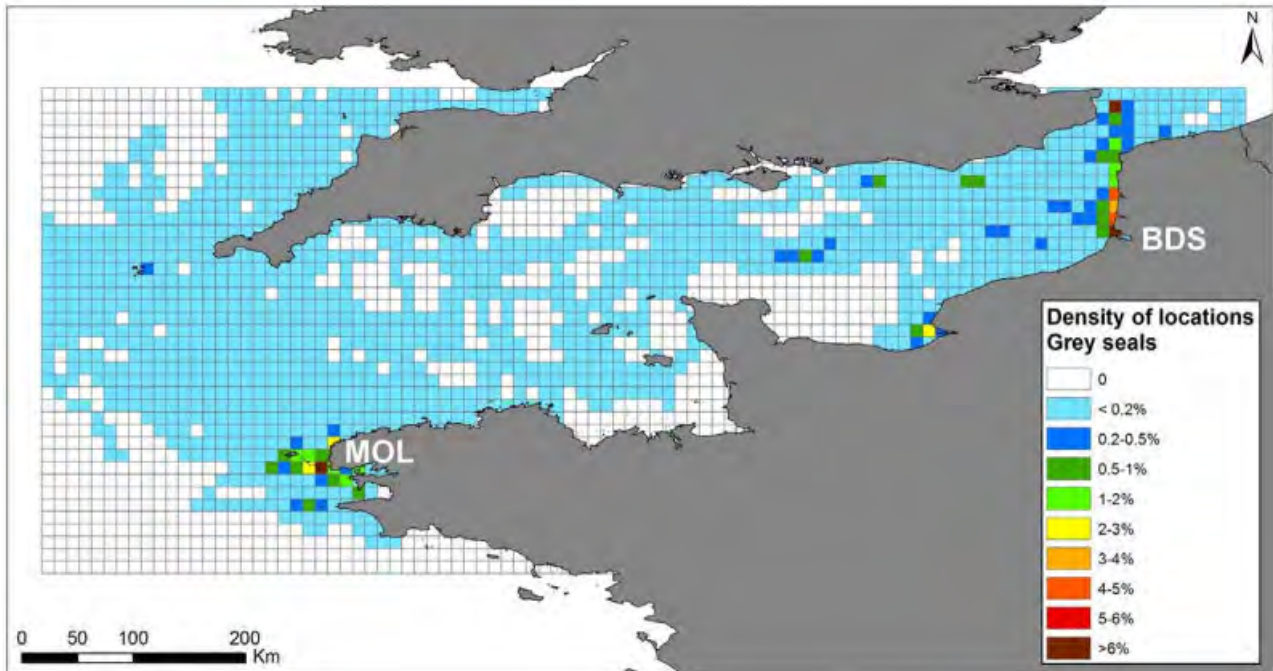 N
BDS
MOL
Density of locations
Grey seals
0
< 0.2%
0.2-0.5%
0.5-1%
1-2%
2-3%
3-4%
4-5%
5-6%
>6%
0 50 100 200
Km